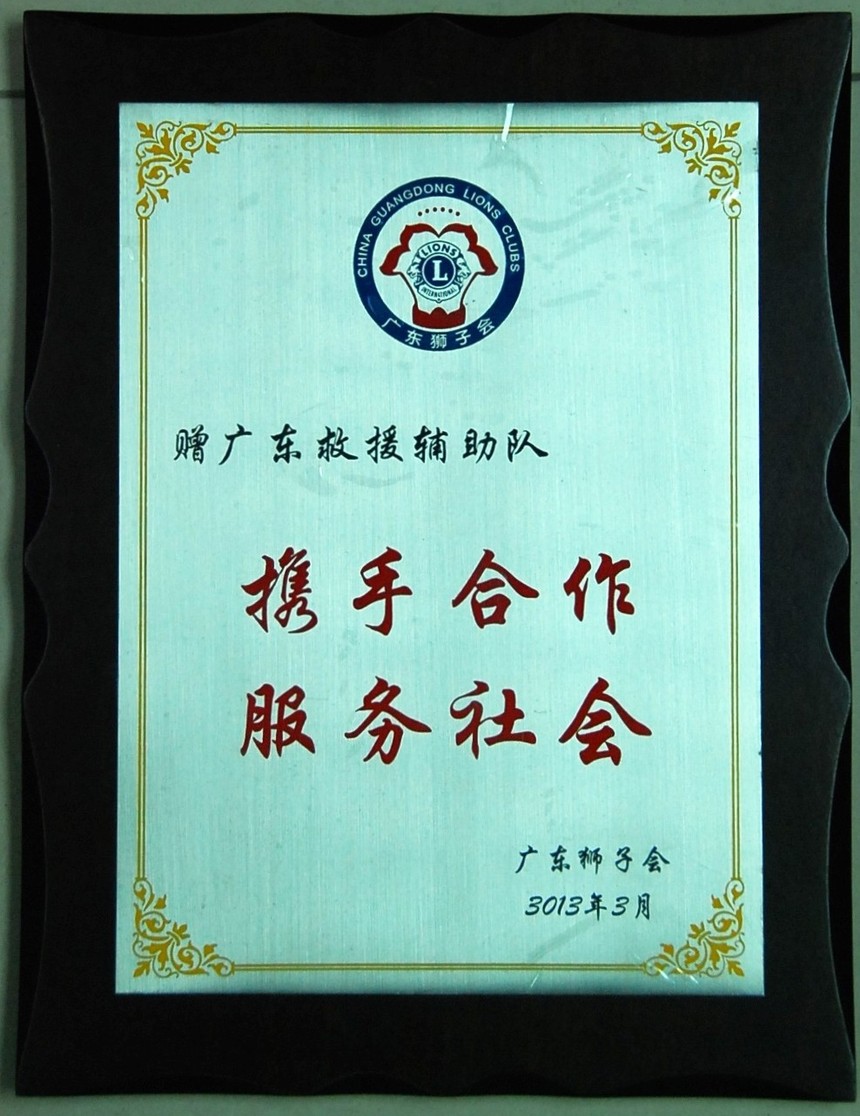 CHINA GUANGDONG LIONS CLUBS
LIONS
L
INTERNATIONAL
广东狮子会
赠广东救援辅助队
携手合作
服务社会
广东狮子会
3013年3月